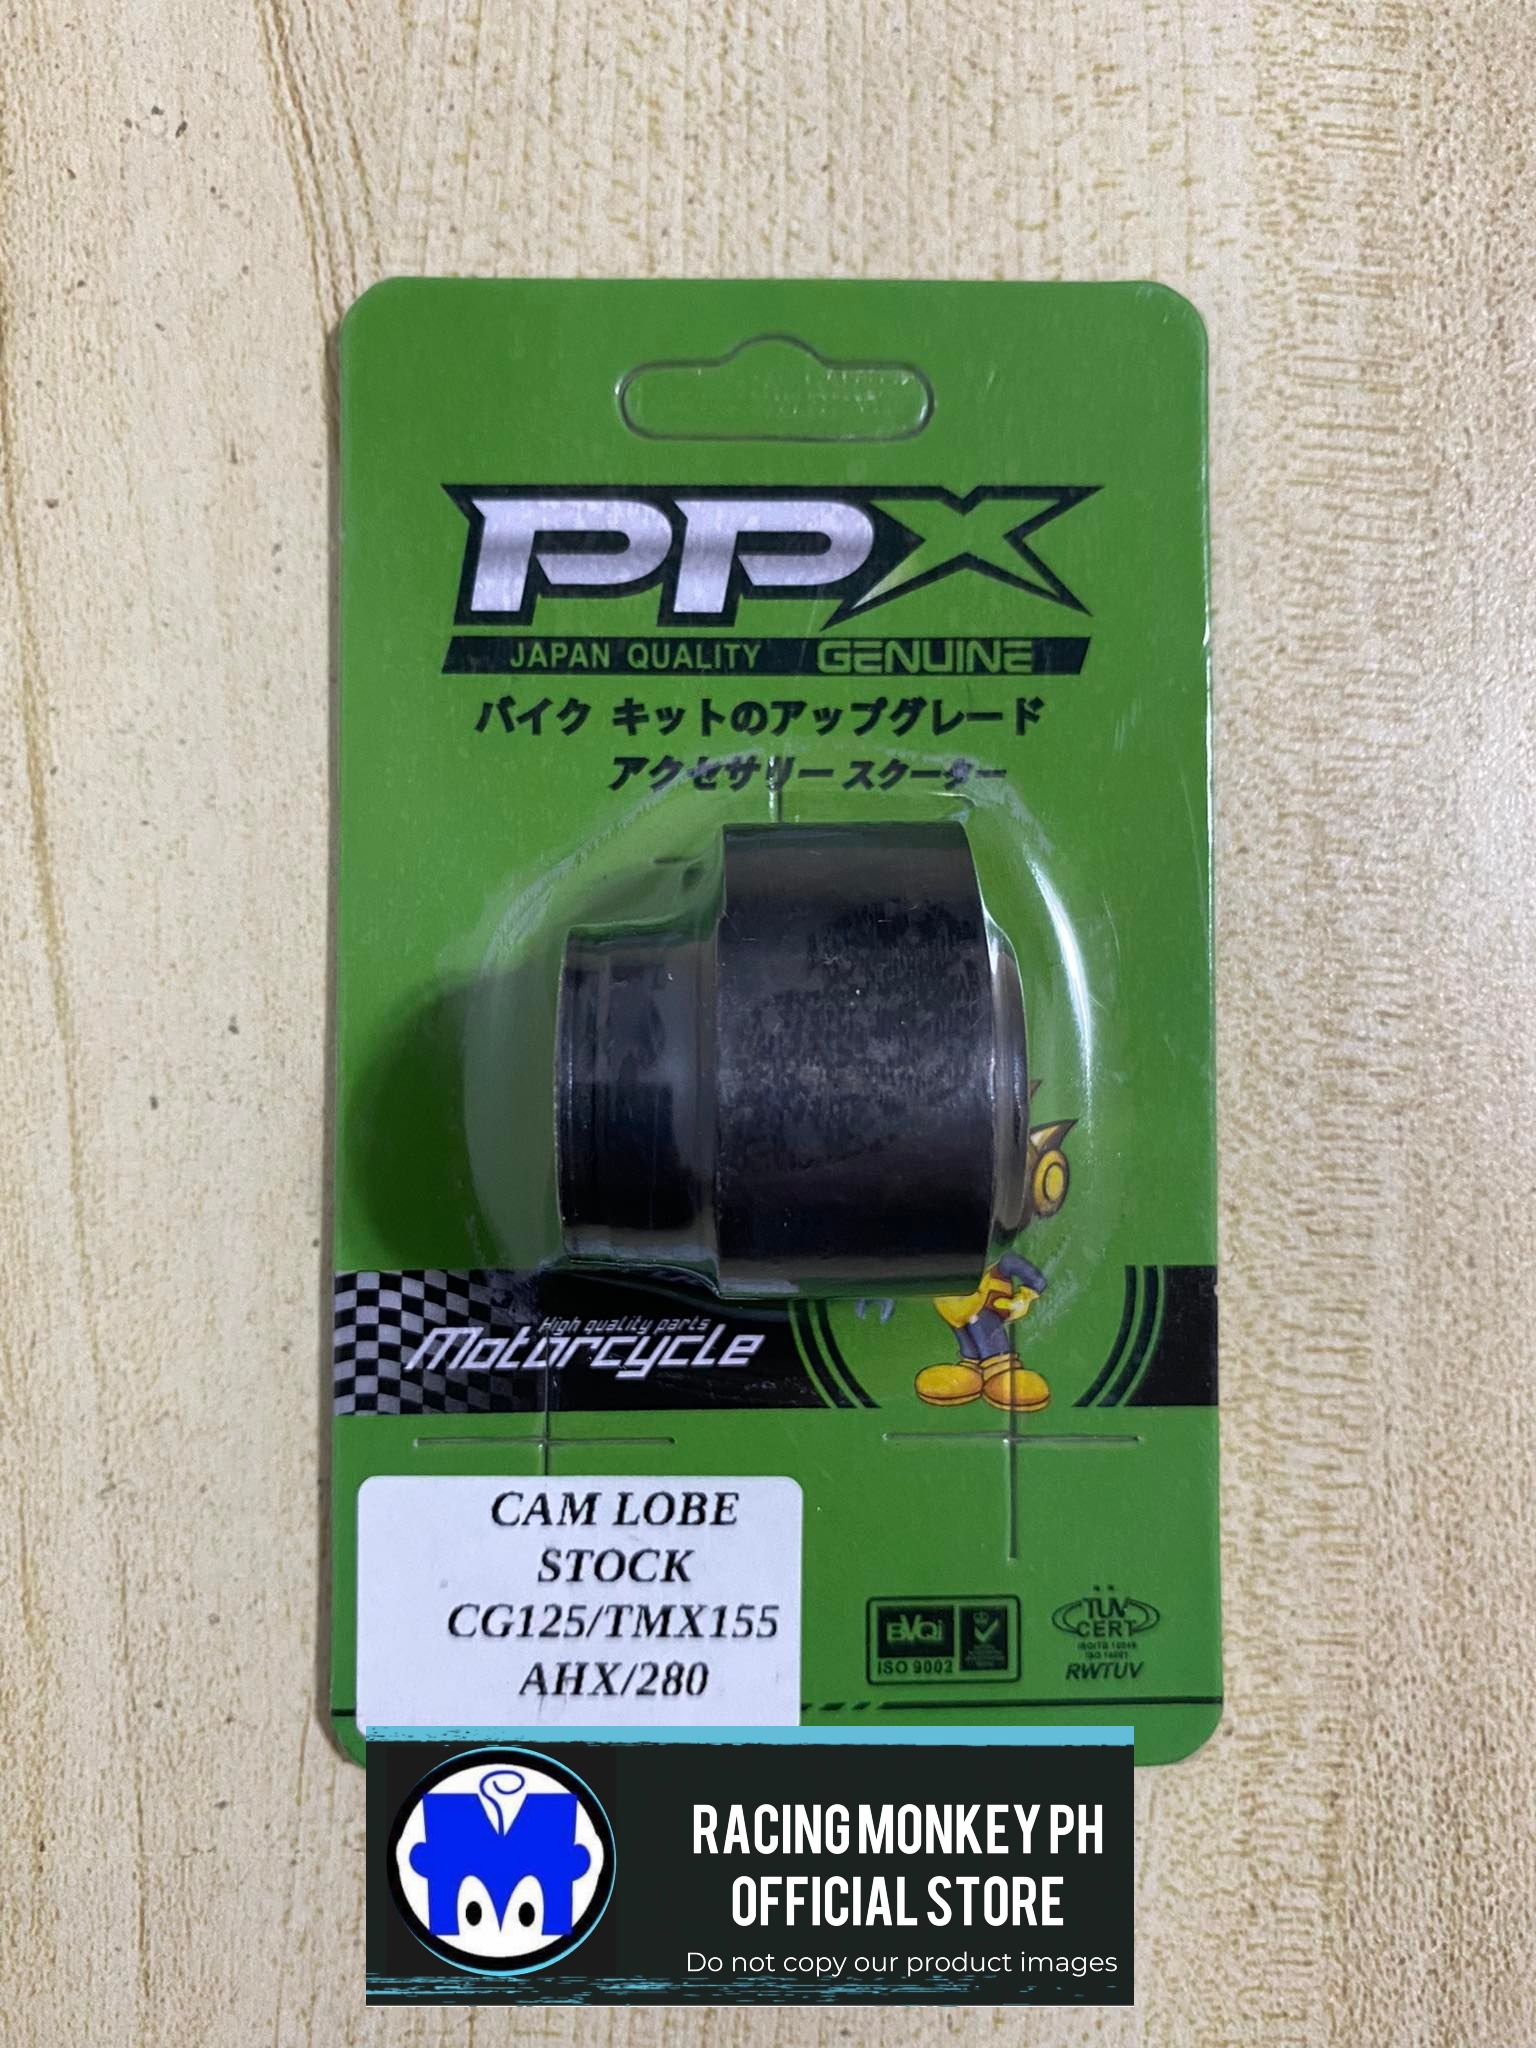 PPX
JAPAN QUALITY GENUINE
バイク キットのアップグレード
アクセサリー スクーター
High quality parts
Motorcycle
CAM LOBE
STOCK
CG125/TMX155
AHX/280
BVQi
ISO 9002
TUV
CERT
RWTUV
RACING MONKEY PH
OFFICIAL STORE
Do not copy our product images